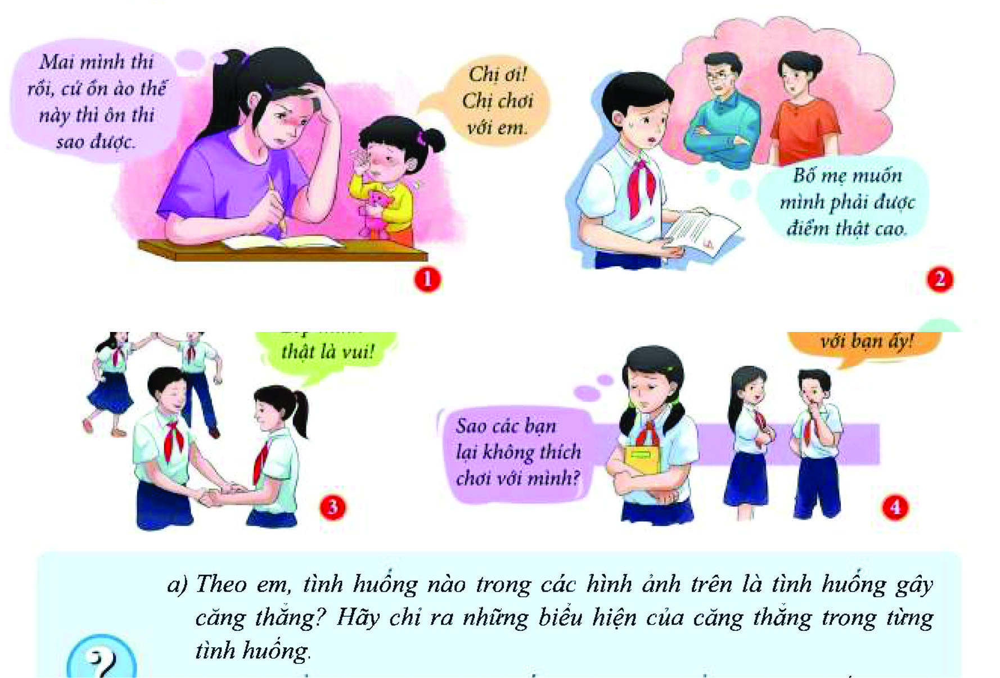 Mai mình thi
rồi, cứ ồn ào thế
này thì ôn thi
sao được.
Chị ơi!
Chị chơi
với em.
1
Bố mẹ muốn
mình phải được
điểm thật cao.
2
thật là vui!
3
với bạn ấy!
Sao các bạn
lại không thích
chơi với mình?
4
a) Theo em, tình huống nào trong các hình ảnh trên là tình huống gây
căng thẳng? Hãy chỉ ra những biểu hiện của căng thẳng trong từng
tình huống.
?